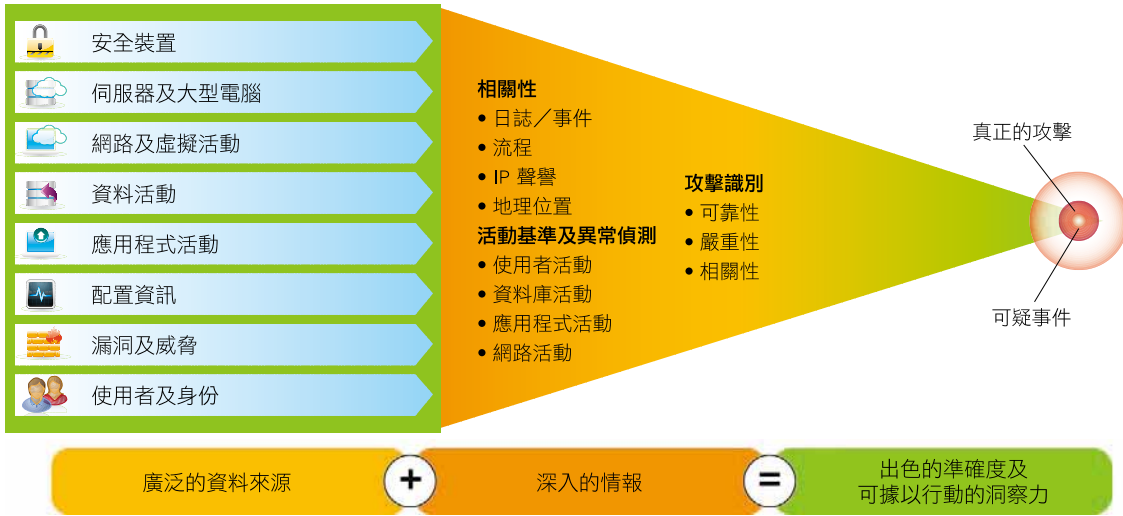 安全裝置
伺服器及大型電腦
網路及虛擬活動
資料活動
應用程式活動
配置資訊
漏洞及威脅
使用者及身份
相關性
• 日誌／事件
• 流程
• IP 聲譽
• 地理位置
活動基準及異常偵測
• 使用者活動
• 資料庫活動
• 應用程式活動
• 網路活動
攻擊識別
• 可靠性
• 嚴重性
• 相關性
真正的攻擊
可疑事件
廣泛的資料來源
+
深入的情報
=
出色的準確度及
可據以行動的洞察力